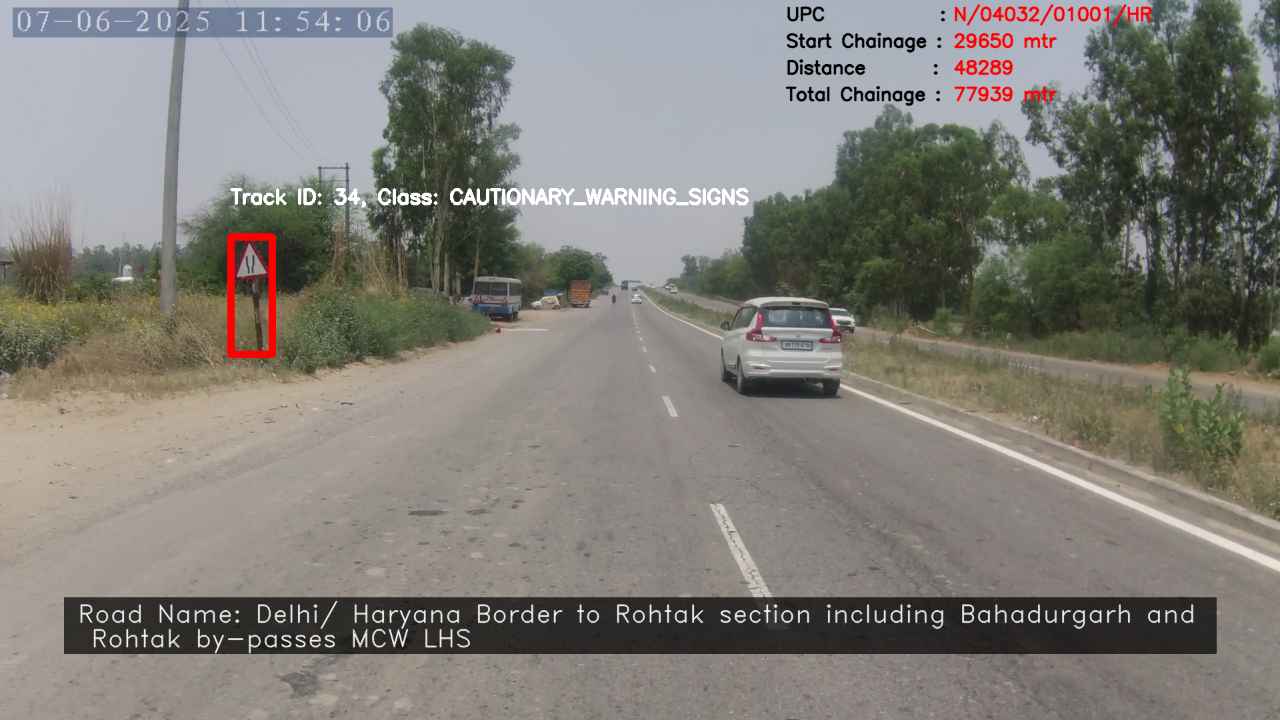 07-06-2025 11:54:06
UPC : N/04032/01001/HR
Start Chainage : 29650 mtr
Distance : 48289
Total Chainage : 77939 mtr
Track ID: 34, Class: CAUTIONARY_WARNING_SIGNS
Road Name: Delhi/ Haryana Border to Rohtak section including Bahadurgarh and
Rohtak by-passes MCW LHS